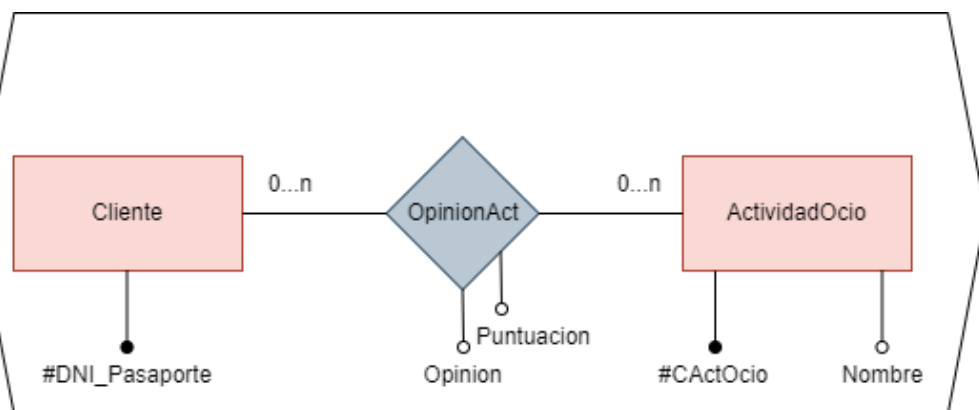 0...n
0...n
Cliente
OpinionAct
ActividadOcio
Puntuacion
#DNI_Pasaporte
Opinion
#CActOcio
Nombre